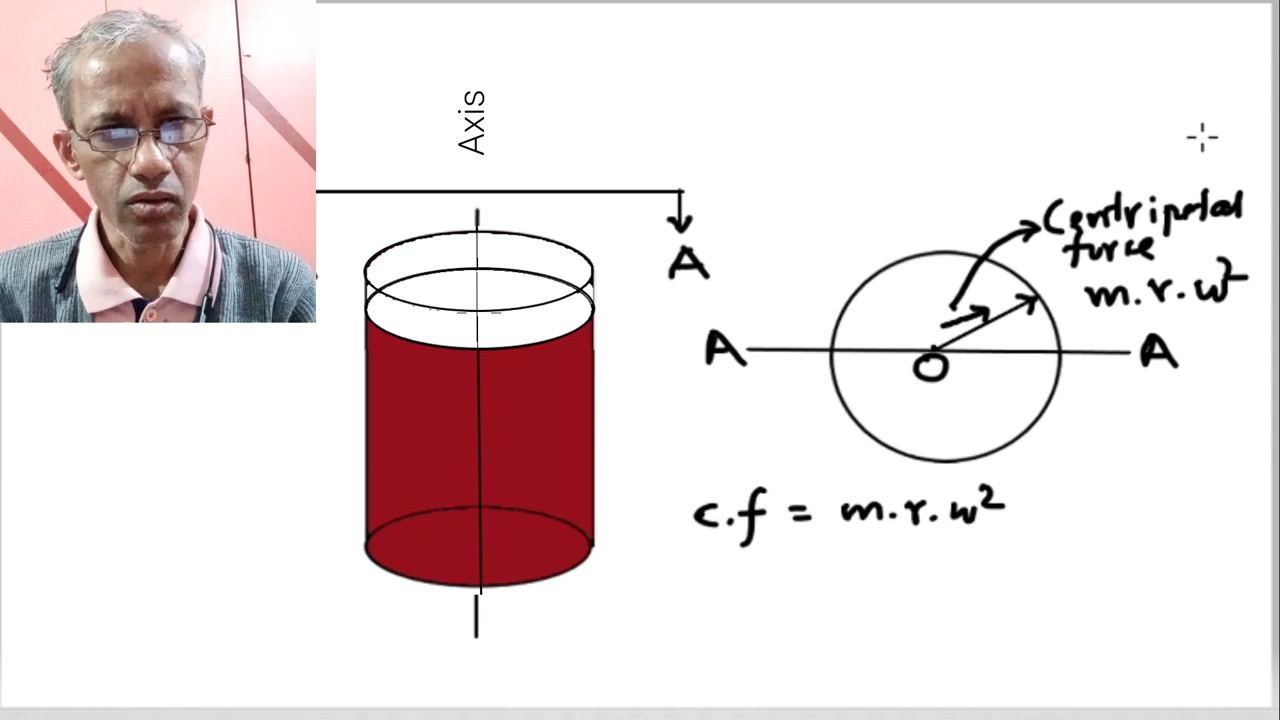 Axis
A
Centripetal
force
m.r.w²
A
A
O
c.f = m.r.w²